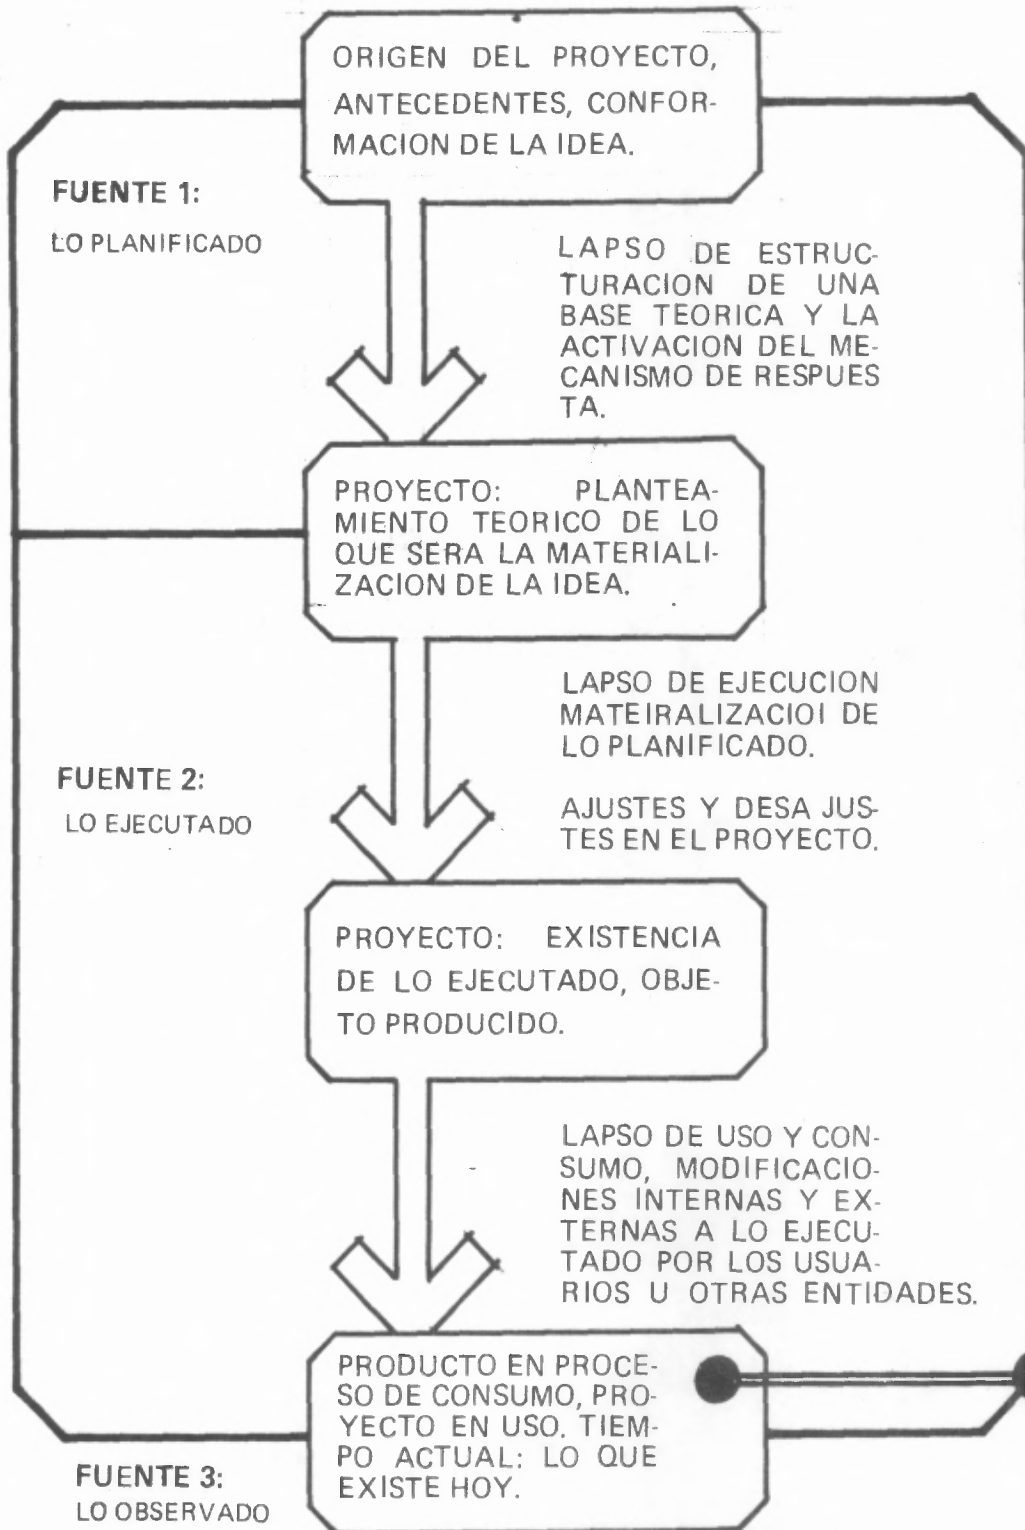 ORIGEN DEL PROYECTO,
ANTECEDENTES, CONFOR-
MACION DE LA IDEA.
FUENTE 1:
LO PLANIFICADO
LAPSO DE ESTRUC-
TURACION DE UNA
BASE TEORICA Y LA
ACTIVACION DEL ME-
CANISMO DE RESPUES
TA.
PROYECTO: PLANTEA-
MIENTO TEORICO DE LO
QUE SERA LA MATERIALI-
ZACION DE LA IDEA.
LAPSO DE EJECUCION
MATEIRALIZACIOI DE
LO PLANIFICADO.
FUENTE 2:
LO EJECUTADO
AJUSTES Y DESA JUS-
TES EN EL PROYECTO.
PROYECTO: EXISTENCIA
DE LO EJECUTADO, OBJE-
TO PRODUCIDO.
LAPSO DE USO Y CON-
SUMO, MODIFICACIO-
NES INTERNAS Y EX-
TERNAS A LO EJECU-
TADO POR LOS USUA-
RIOS U OTRAS ENTIDADES.
PRODUCTO EN PROCE-
SO DE CONSUMO, PRO-
YECTO EN USO. TIEM-
PO ACTUAL: LO QUE
EXISTE HOY.
FUENTE 3:
LO OBSERVADO